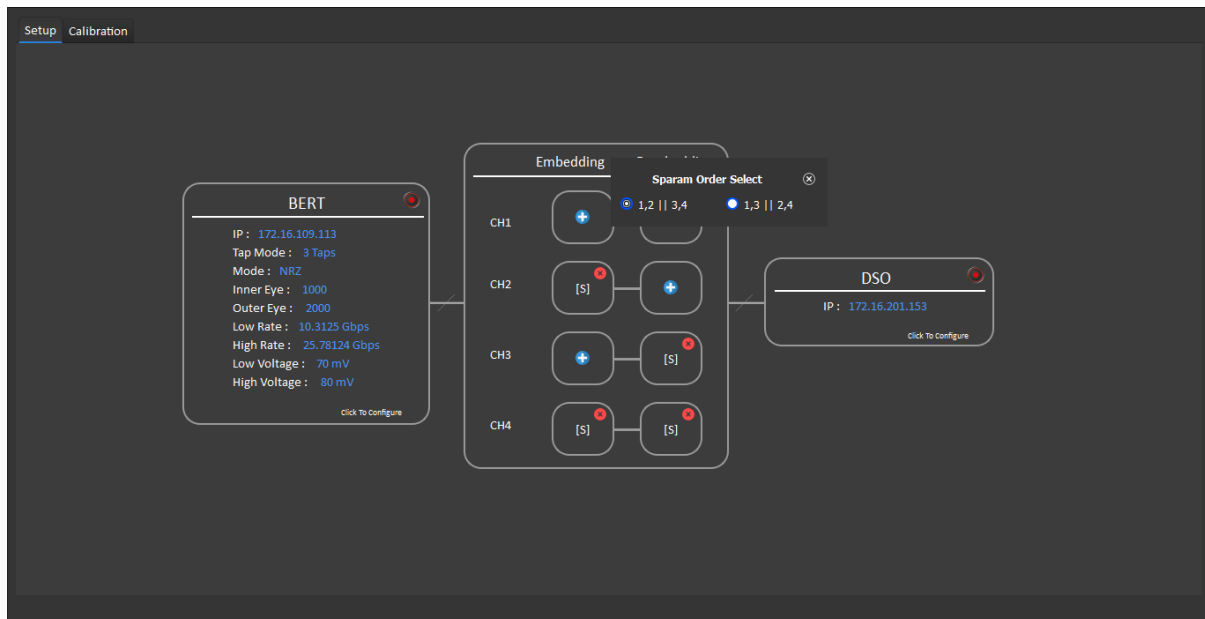 Setup Calibration
Embedding
Sparam Order Select
1,2 || 3,4 1,3 || 2,4
BERT
IP : 172.16.109.113
Tap Mode : 3 Taps
Mode : NRZ
Inner Eye : 1000
Outer Eye : 2000
Low Rate : 10.3125 Gbps
High Rate : 25.78124 Gbps
Low Voltage : 70 mV
High Voltage : 80 mV
Click To Configure
CH1
CH2 [S]
CH3 [S]
CH4 [S] [S]
DSO
IP : 172.16.201.153
Click To Configure